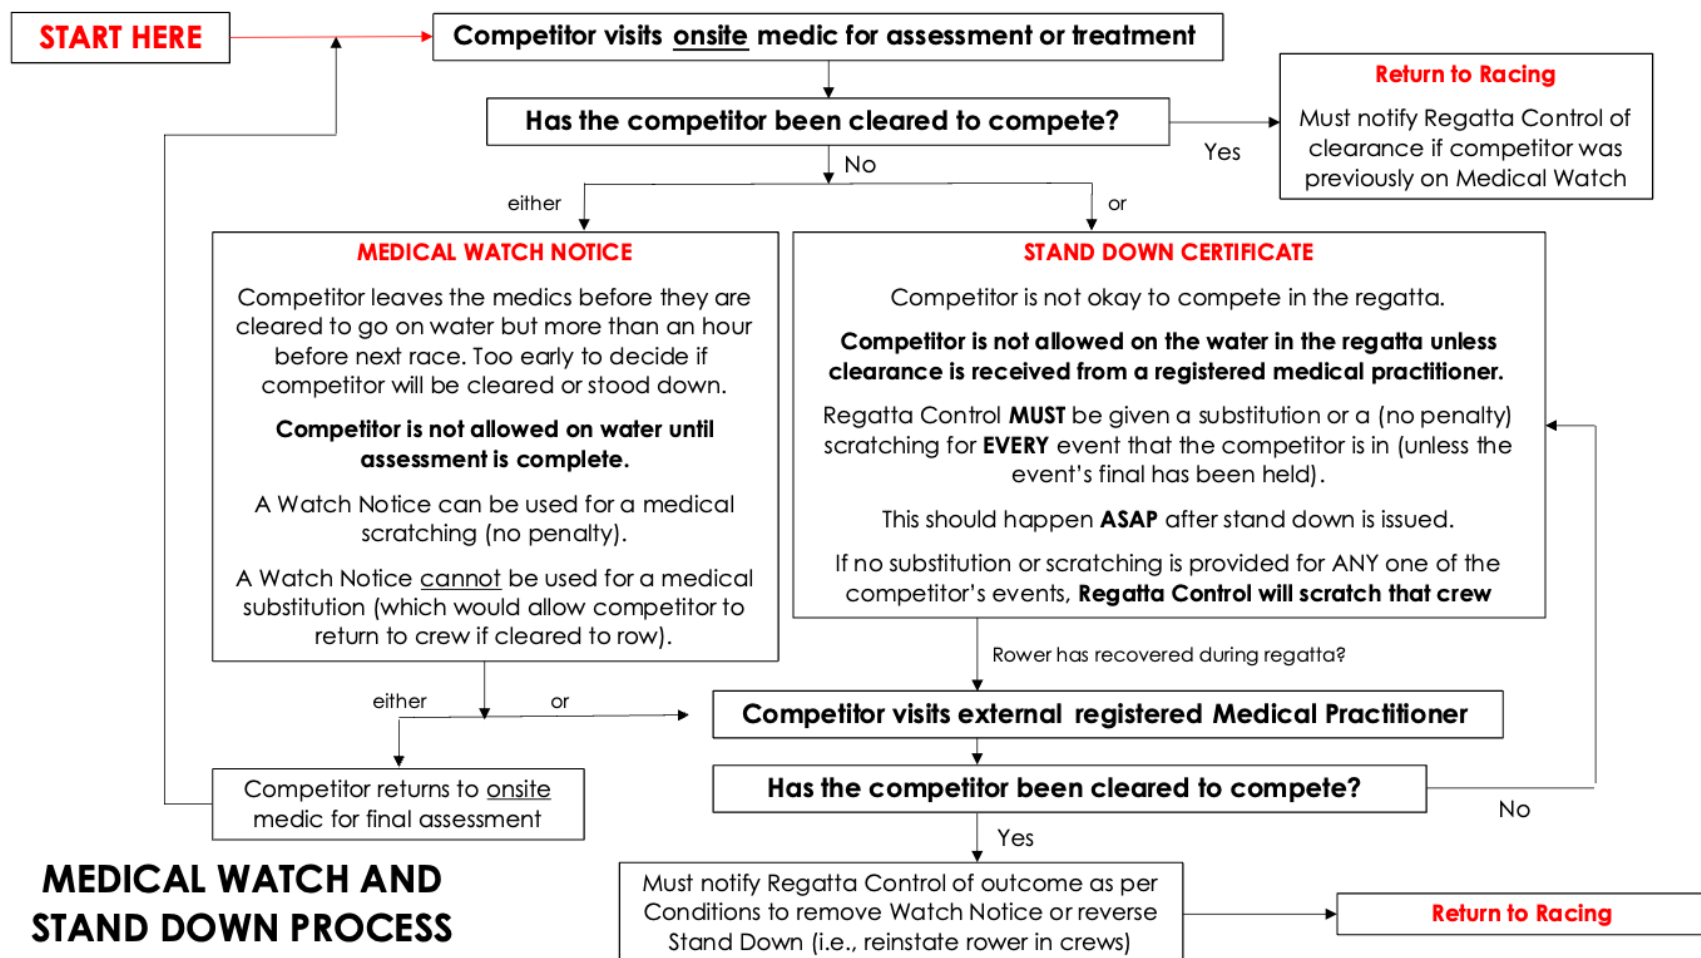 START HERE
Competitor visits onsite medic for assessment or treatment
Return to Racing
Must notify Regatta Control of
clearance if competitor was
previously on Medical Watch
Has the competitor been cleared to compete?
Yes
No
either
or
MEDICAL WATCH NOTICE
Competitor leaves the medics before they are
cleared to go on water but more than an hour
before next race. Too early to decide if
competitor will be cleared or stood down.
Competitor is not allowed on water until
assessment is complete.
A Watch Notice can be used for a medical
scratching (no penalty).
A Watch Notice cannot be used for a medical
substitution (which would allow competitor to
return to crew if cleared to row).
STAND DOWN CERTIFICATE
Competitor is not okay to compete in the regatta.
Competitor is not allowed on the water in the regatta unless
clearance is received from a registered medical practitioner.
Regatta Control MUST be given a substitution or a (no penalty)
scratching for EVERY event that the competitor is in (unless the
event's final has been held).
This should happen ASAP after stand down is issued.
If no substitution or scratching is provided for ANY one of the
competitor's events, Regatta Control will scratch that crew
Rower has recovered during regatta?
either
or
Competitor visits external registered Medical Practitioner
Competitor returns to onsite
medic for final assessment
Has the competitor been cleared to compete?
No
Yes
Must notify Regatta Control of outcome as per
Conditions to remove Watch Notice or reverse
Stand Down (i.e., reinstate rower in crews)
Return to Racing
MEDICAL WATCH AND
STAND DOWN PROCESS